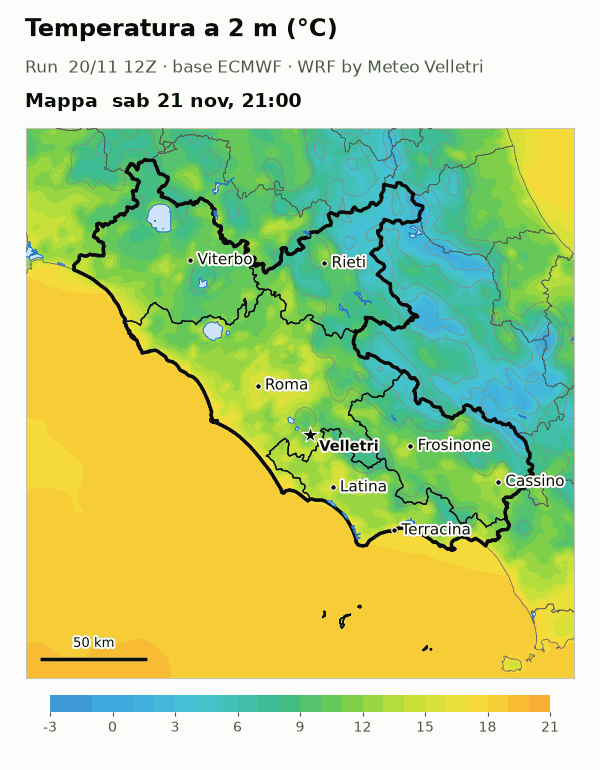 Temperatura a 2 m (°C)
Run  20/11 12Z · base ECMWF · WRF by Meteo Velletri
Mappa  sab 21 nov, 21:00
Viterbo
Rieti
Roma
Velletri
Frosinone
Cassino
Latina
Terracina
50 km
-3 0 3 6 9 12 15 18 21